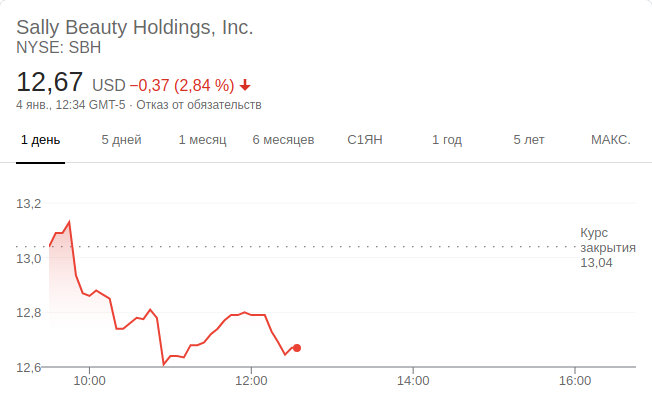 Sally Beauty Holdings, Inc.
NYSE: SBH
12,67 USD −0,37 (2,84 %)
4 янв., 12:34 GMT-5 · Отказ от обязательств
1 день 5 дней 1 месяц 6 месяцев С1ЯН 1 год 5 лет МАКС.
13,2
Курс
закрытия
13,04
13,0
12,8
12,6
10:00 12:00 14:00 16:00